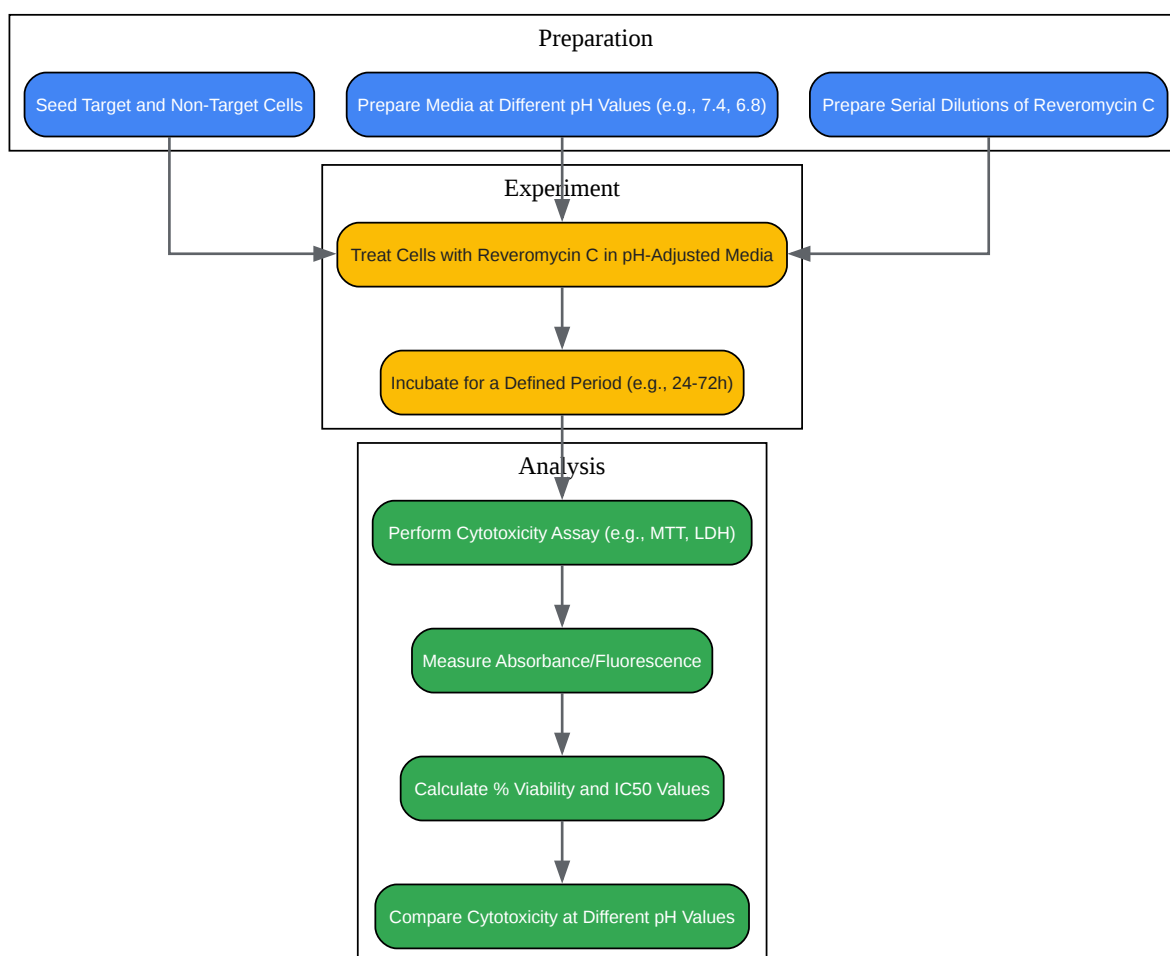 Preparation
Seed Target and Non-Target Cells
Prepare Media at Different pH Values (e.g., 7.4, 6.8)
Prepare Serial Dilutions of Reveromycin C
Experiment
Treat Cells with Reveromycin C in pH-Adjusted Media
Incubate for a Defined Period (e.g., 24-72h)
Analysis
Perform Cytotoxicity Assay (e.g., MTT, LDH)
Measure Absorbance/Fluorescence
Calculate % Viability and IC50 Values
Compare Cytotoxicity at Different pH Values